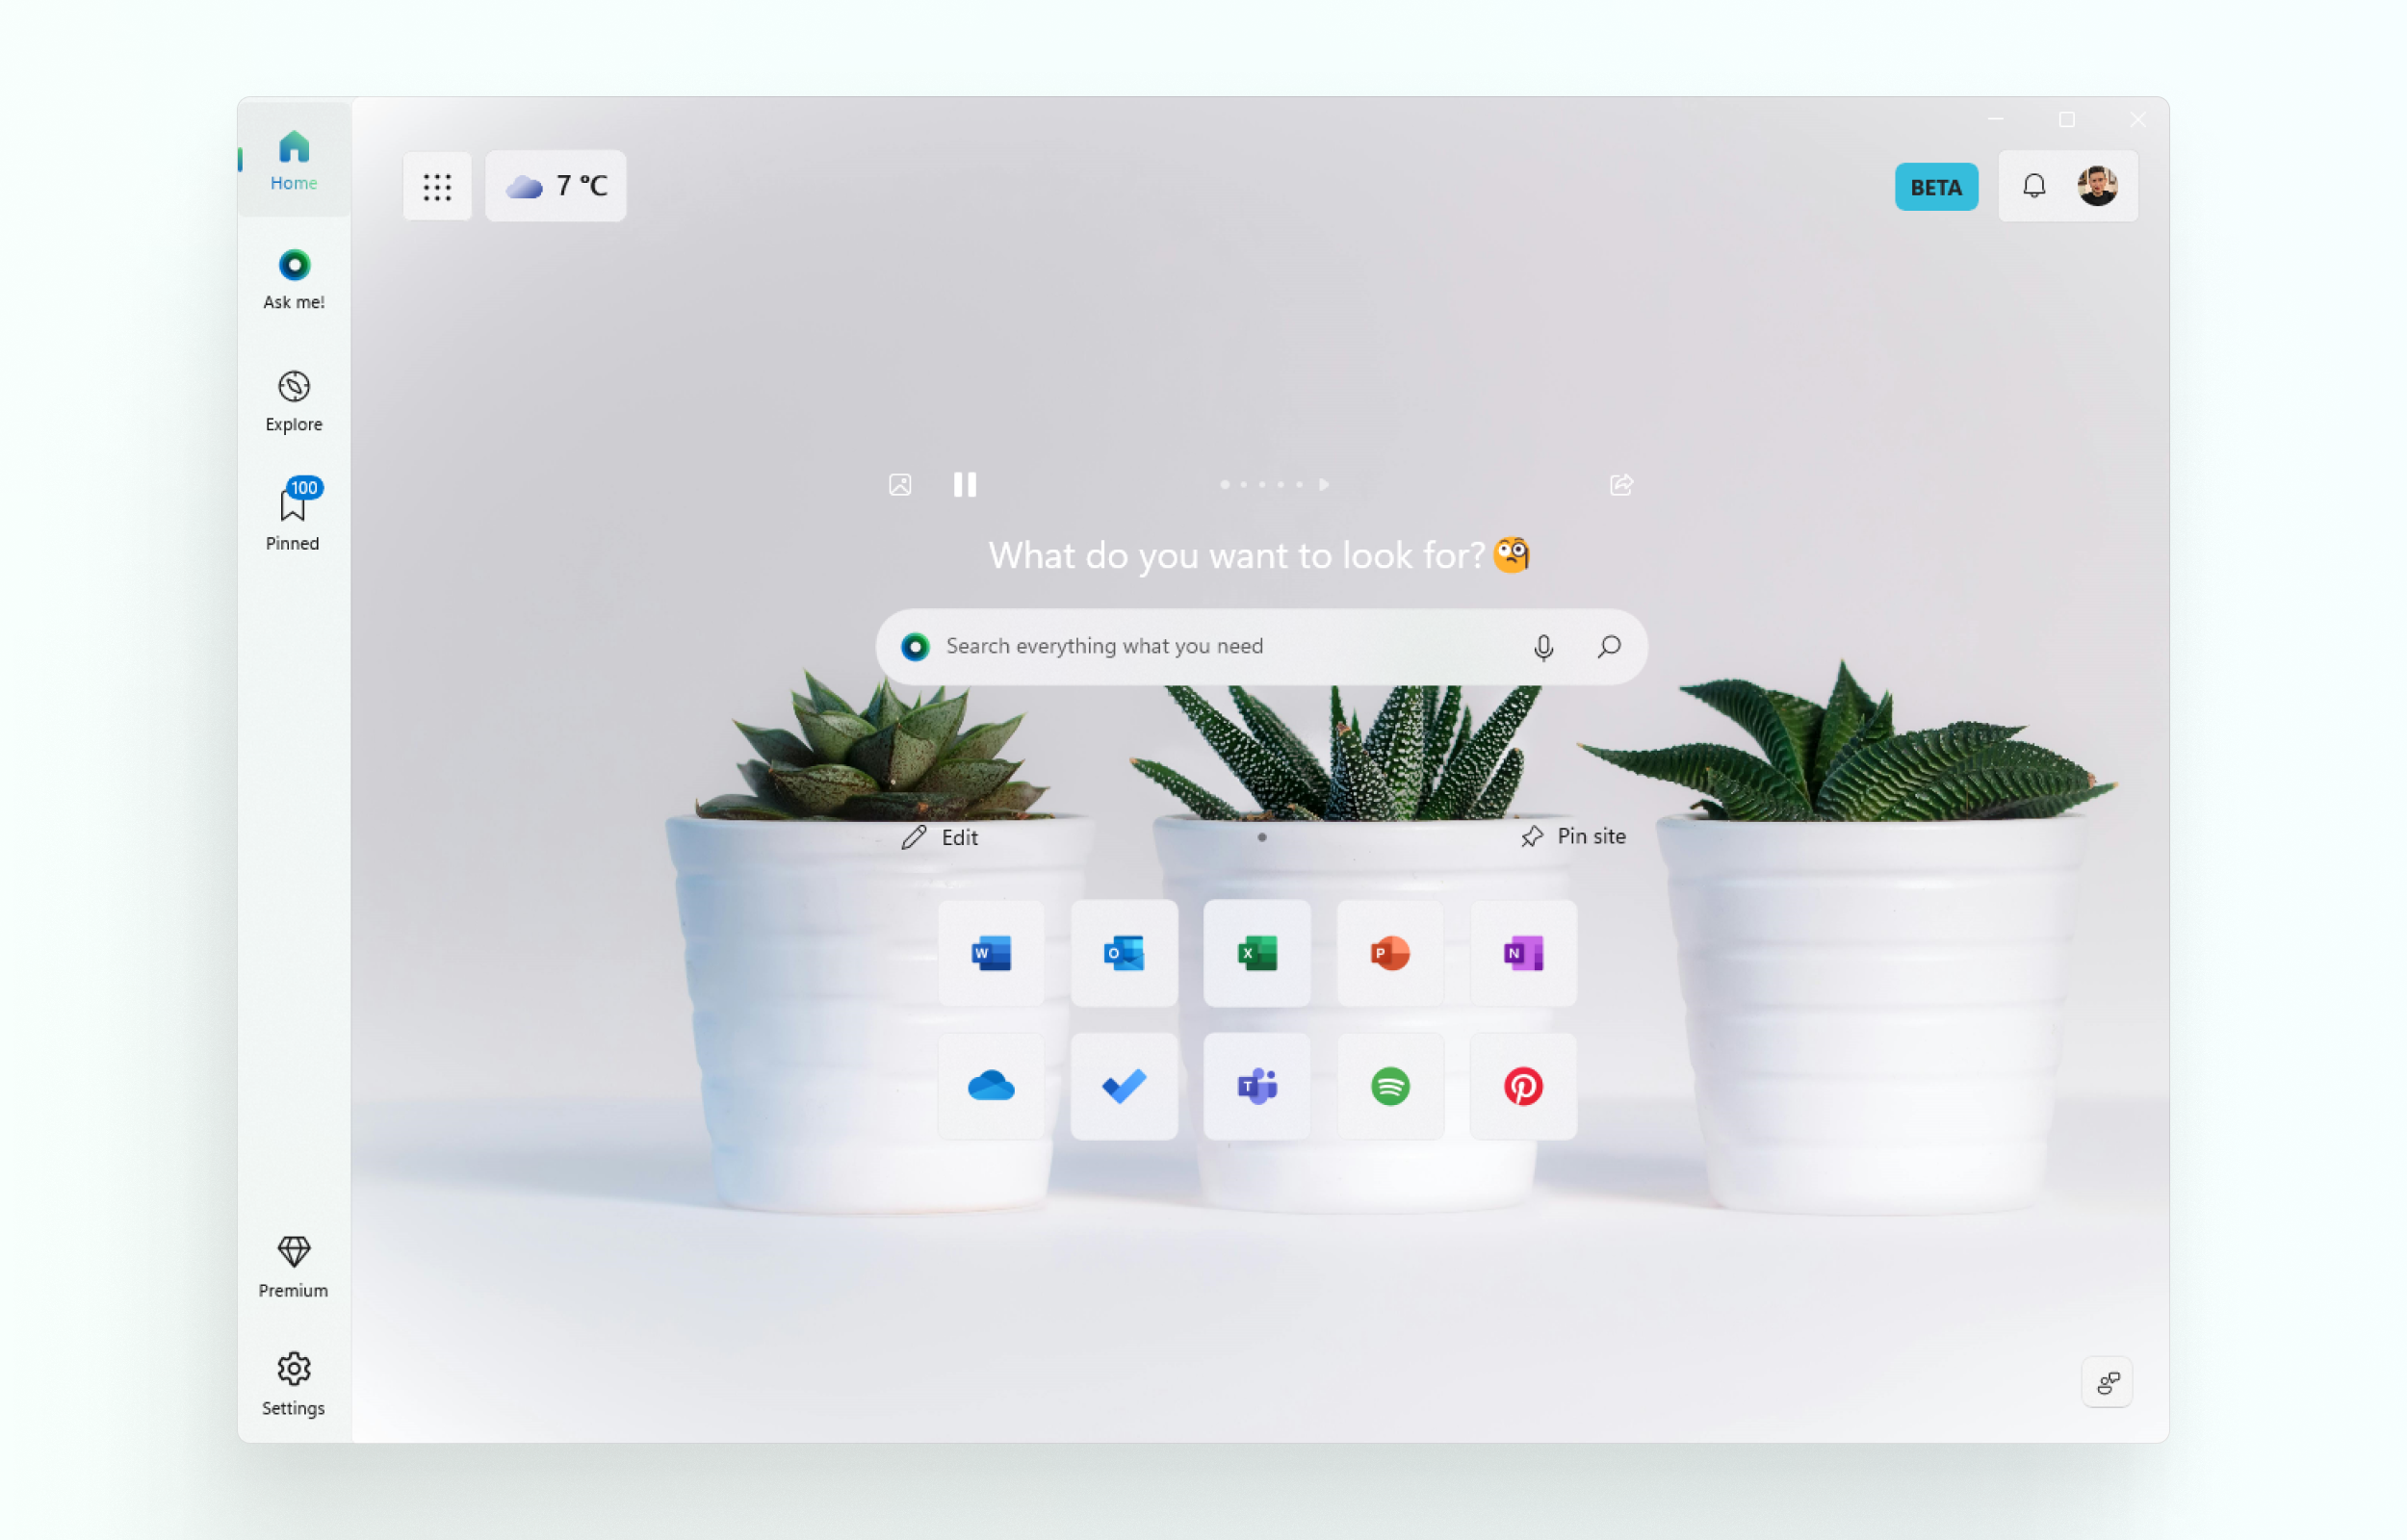 Home
Ask me!
Explore
100
Pinned
Premium
Settings
7 °C
BETA
What do you want to look for?🧐
Search everything what you need
Edit
Pin site
W
O
X
P
N
T